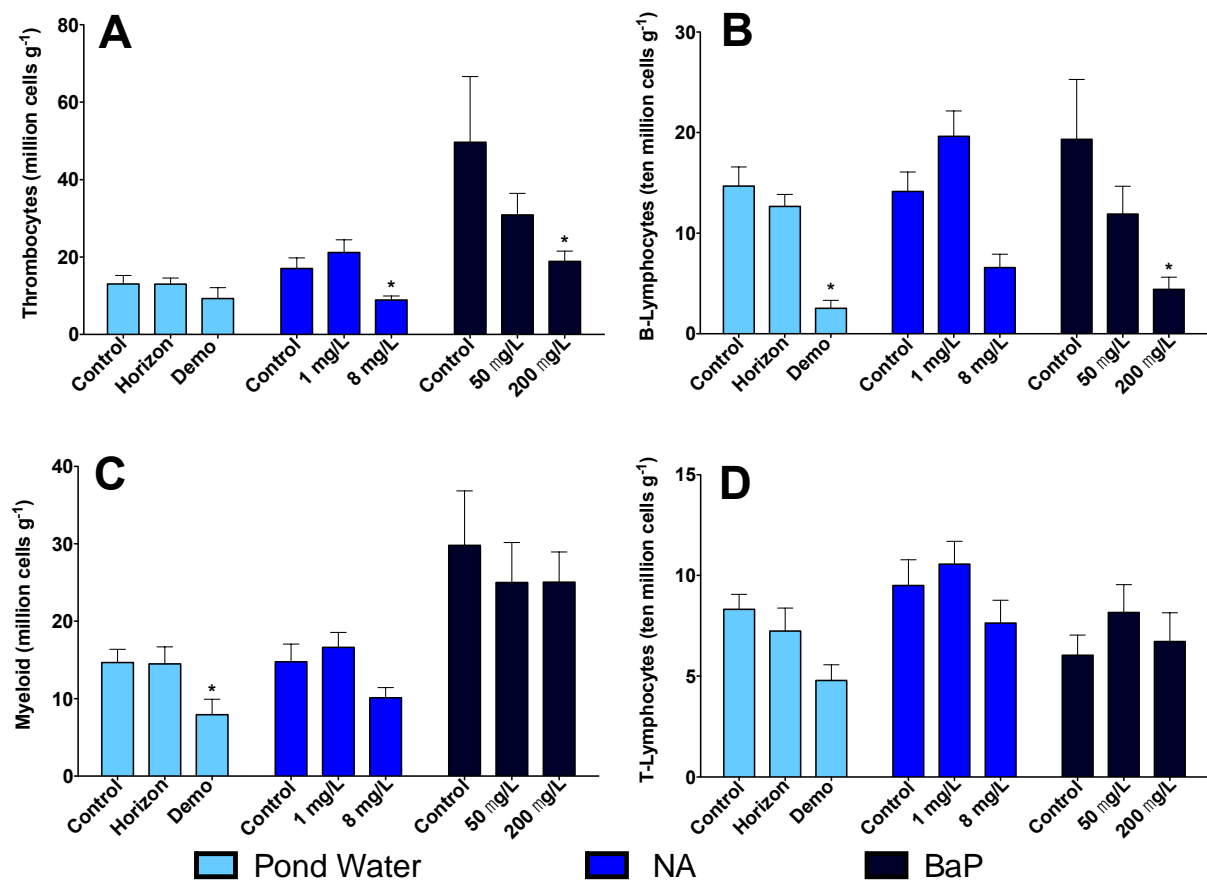 A
Thrombocytes (million cells g-1)
80
60
40
20
0
*
*
Control
Horizon
Demo
Control
1 mg/L
8 mg/L
Control
50 mg/L
200 mg/L
B
B-Lymphocytes (ten million cells g-1)
30
20
10
0
*
*
Control
Horizon
Demo
Control
1 mg/L
8 mg/L
Control
50 mg/L
200 mg/L
C
Myeloid (million cells g-1)
40
30
20
10
0
*
Control
Horizon
Demo
Control
1 mg/L
8 mg/L
Control
50 mg/L
200 mg/L
D
T-Lymphocytes (ten million cells g-1)
15
10
5
0
Control
Horizon
Demo
Control
1 mg/L
8 mg/L
Control
50 mg/L
200 mg/L
Pond Water
NA
BaP